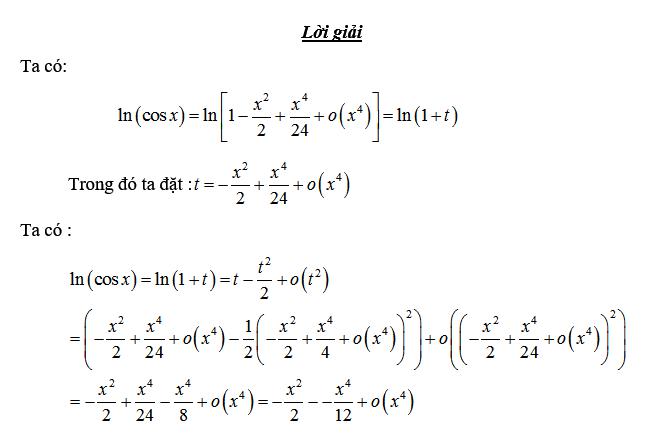 Lời giải
Ta có:
ln(cos x) = ln[1 − x²/2 + x⁴/24 + o(x⁴)] = ln(1 + t)
Trong đó ta đặt : t = −x²/2 + x⁴/24 + o(x⁴)
Ta có :
ln(cos x) = ln(1 + t) = t − t²/2 + o(t²)
= (−x²/2 + x⁴/24 + o(x⁴) − 1/2(−x²/2 + x⁴/4 + o(x⁴))²) + o((−x²/2 + x⁴/24 + o(x⁴))²)
= −x²/2 + x⁴/24 − x⁴/8 + o(x⁴) = −x²/2 − − x⁴/12 + o(x⁴)